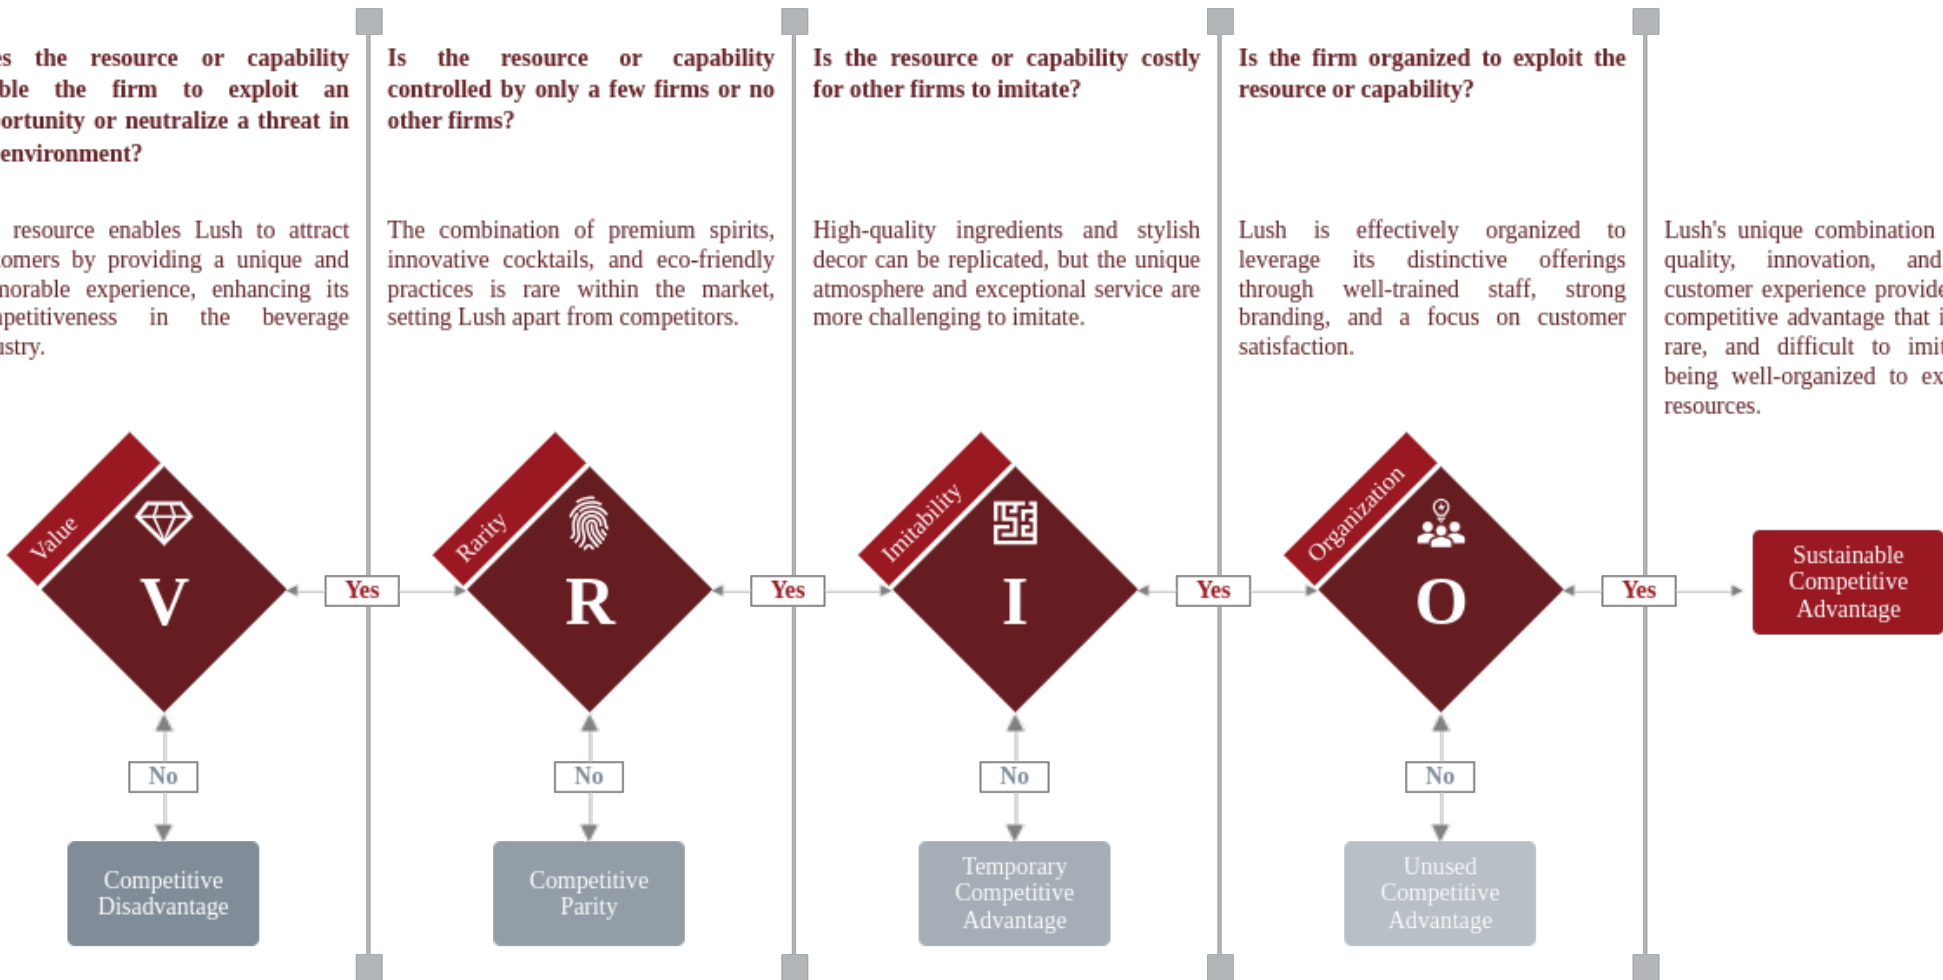 es the resource or capability
ble the firm to exploit an
ortunity or neutralize a threat in
environment?
resource enables Lush to attract
omers by providing a unique and
morable experience, enhancing its
petitiveness in the beverage
ustry.
Value
V
Yes
No
Competitive
Disadvantage
Is the resource or capability
controlled by only a few firms or no
other firms?
The combination of premium spirits,
innovative cocktails, and eco-friendly
practices is rare within the market,
setting Lush apart from competitors.
Rarity
R
Yes
No
Competitive
Parity
Is the resource or capability costly
for other firms to imitate?
High-quality ingredients and stylish
decor can be replicated, but the unique
atmosphere and exceptional service are
more challenging to imitate.
Imitability
I
Yes
No
Temporary
Competitive
Advantage
Is the firm organized to exploit the
resource or capability?
Lush is effectively organized to
leverage its distinctive offerings
through well-trained staff, strong
branding, and a focus on customer
satisfaction.
Organization
O
Yes
No
Unused
Competitive
Advantage
Lush's unique combination
quality, innovation, and
customer experience provide
competitive advantage that i
rare, and difficult to imit
being well-organized to ex
resources.
Sustainable
Competitive
Advantage